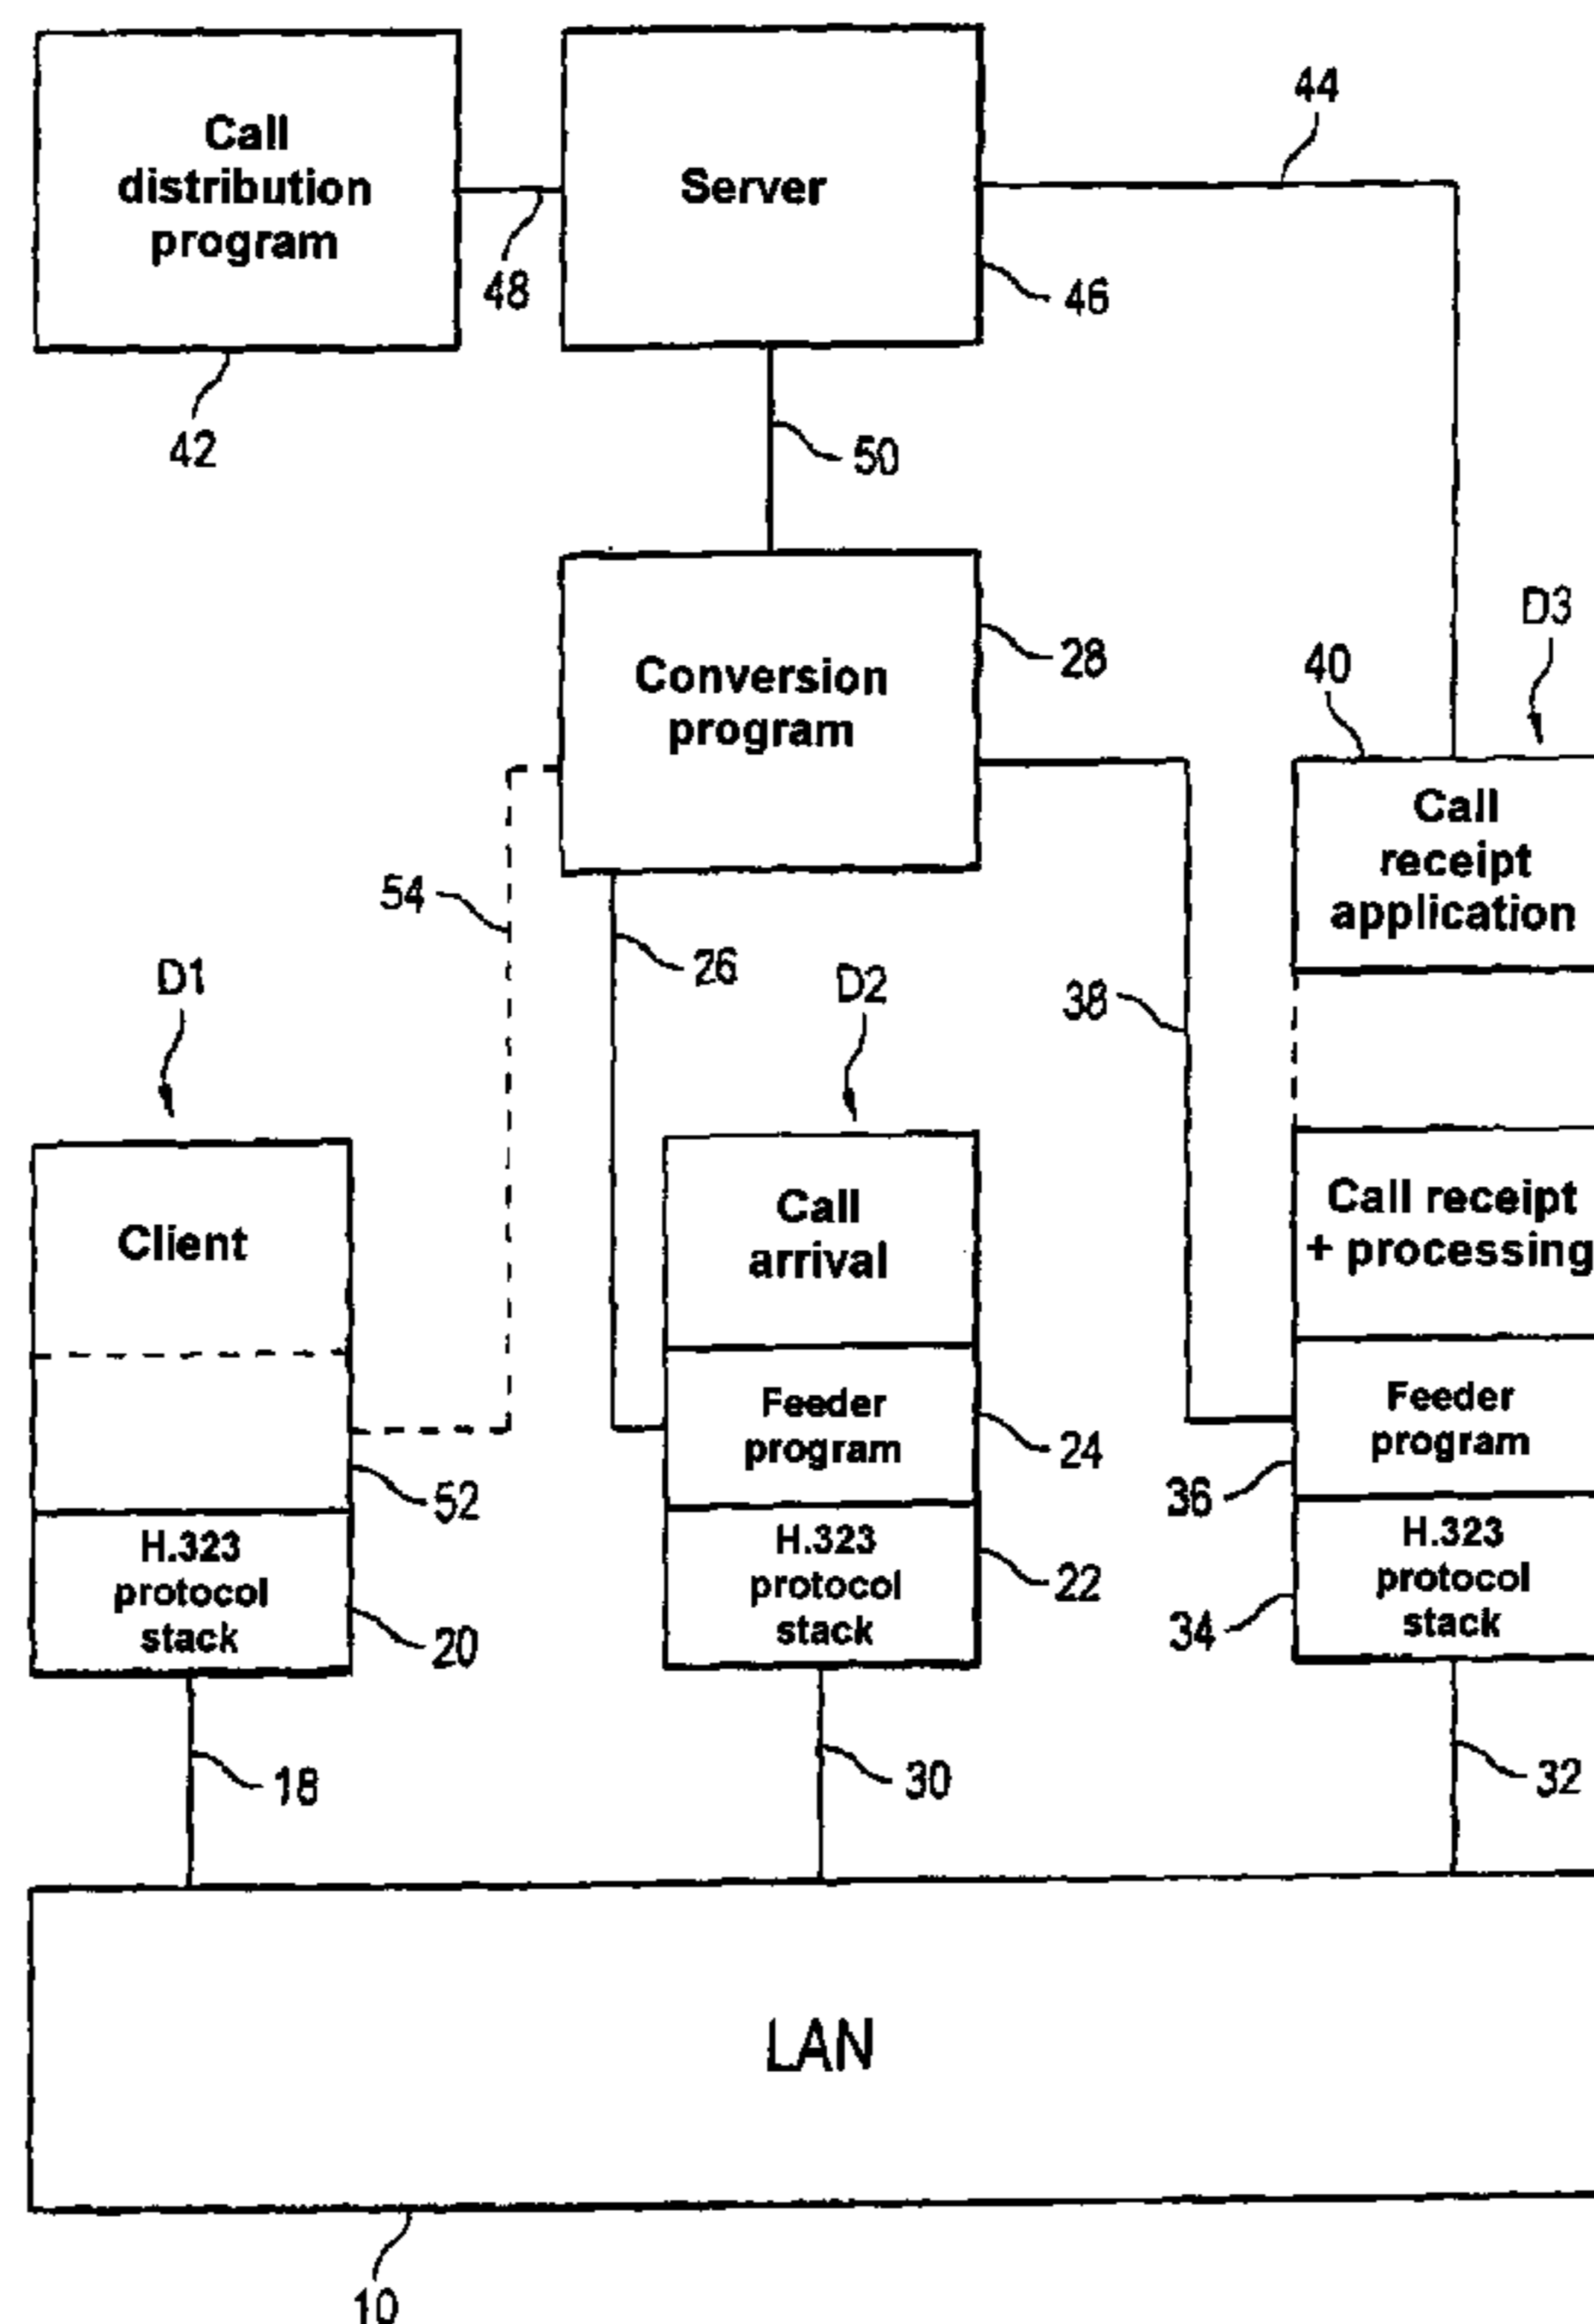 Call
distribution
program
Server
44
48
46
42
50
Conversion
program
28
D3
40
Call
receipt
application
54
26
D1
D2
38
Client
Call
arrival
Call receipt
+ processing
Feeder
program
24
Feeder
program
36
52
H.323
protocol
stack
20
H.323
protocol
stack
22
H.323
protocol
stack
34
18
30
32
LAN
10